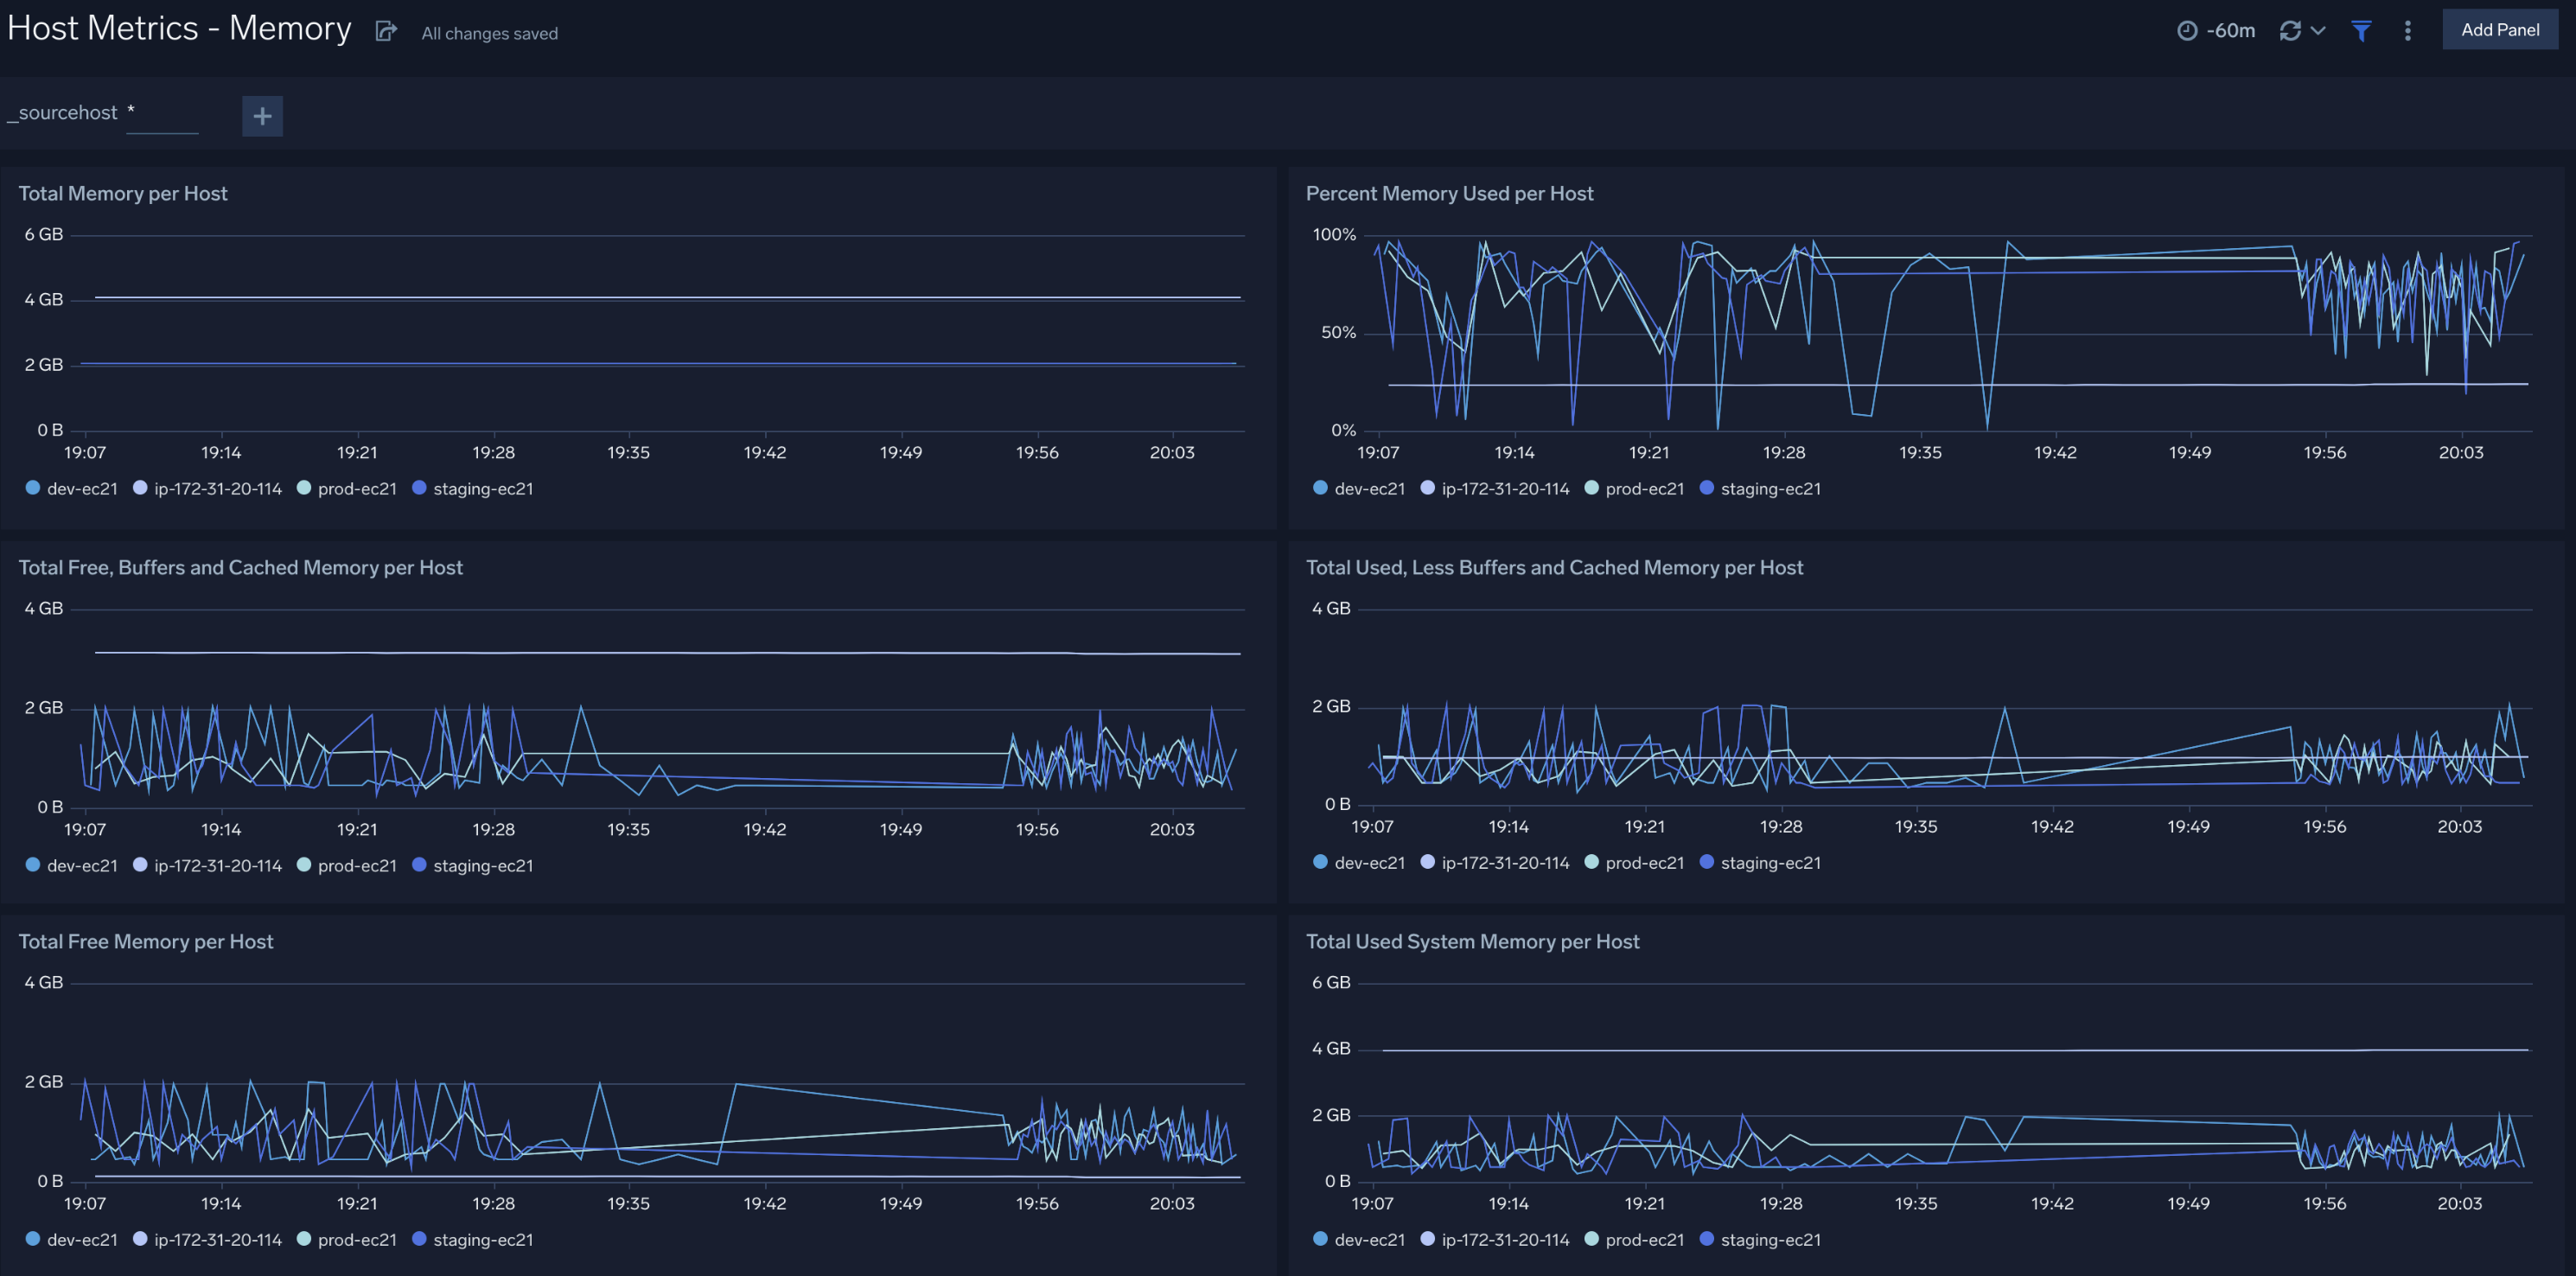 Host Metrics - Memory All changes saved -60m Add Panel
_sourcehost * +
Total Memory per Host
6 GB
4 GB
2 GB
0 B
19:07 19:14 19:21 19:28 19:35 19:42 19:49 19:56 20:03
dev-ec21 ip-172-31-20-114 prod-ec21 staging-ec21
Percent Memory Used per Host
100%
50%
0%
19:07 19:14 19:21 19:28 19:35 19:42 19:49 19:56 20:03
dev-ec21 ip-172-31-20-114 prod-ec21 staging-ec21
Total Free, Buffers and Cached Memory per Host
4 GB
2 GB
0 B
19:07 19:14 19:21 19:28 19:35 19:42 19:49 19:56 20:03
dev-ec21 ip-172-31-20-114 prod-ec21 staging-ec21
Total Used, Less Buffers and Cached Memory per Host
4 GB
2 GB
0 B
19:07 19:14 19:21 19:28 19:35 19:42 19:49 19:56 20:03
dev-ec21 ip-172-31-20-114 prod-ec21 staging-ec21
Total Free Memory per Host
4 GB
2 GB
0 B
19:07 19:14 19:21 19:28 19:35 19:42 19:49 19:56 20:03
dev-ec21 ip-172-31-20-114 prod-ec21 staging-ec21
Total Used System Memory per Host
6 GB
4 GB
2 GB
0 B
19:07 19:14 19:21 19:28 19:35 19:42 19:49 19:56 20:03
dev-ec21 ip-172-31-20-114 prod-ec21 staging-ec21